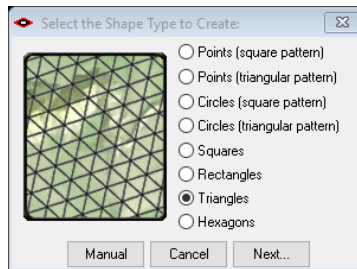 Select the Shape Type to Create:
Points (square pattern)
Points (triangular pattern)
Circles (square pattern)
Circles (triangular pattern)
Squares
Rectangles
Triangles
Hexagons
Manual Cancel Next...